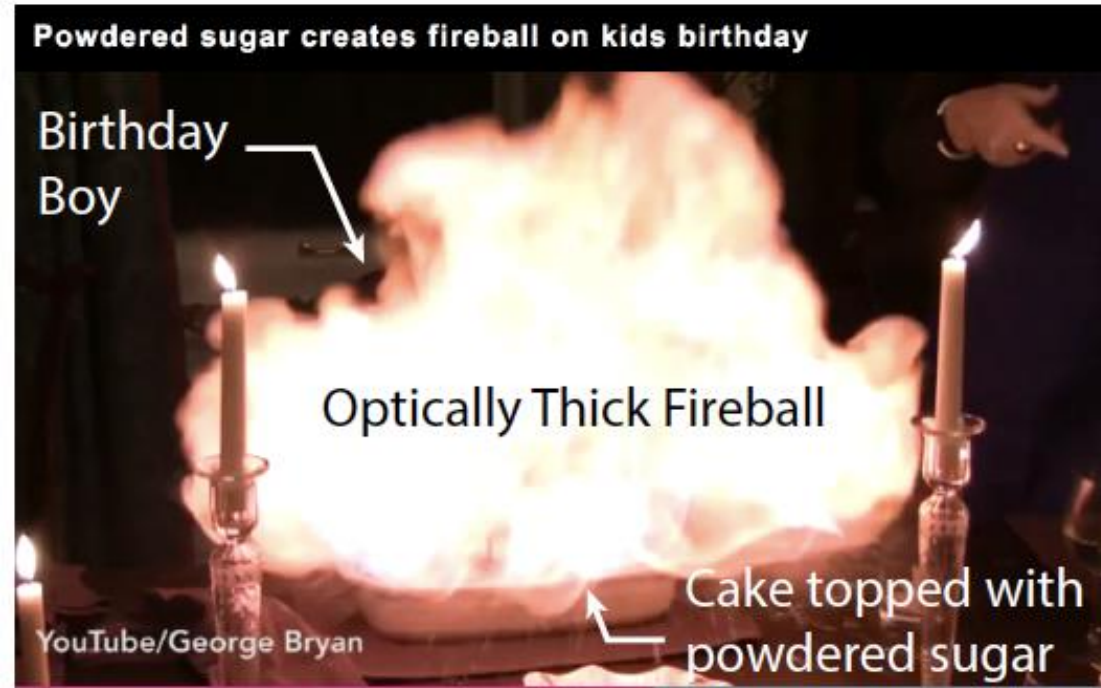 Powdered sugar creates fireball on kids birthday
Birthday
Boy
Optically Thick Fireball
Cake topped with
powdered sugar
YouTube/George Bryan